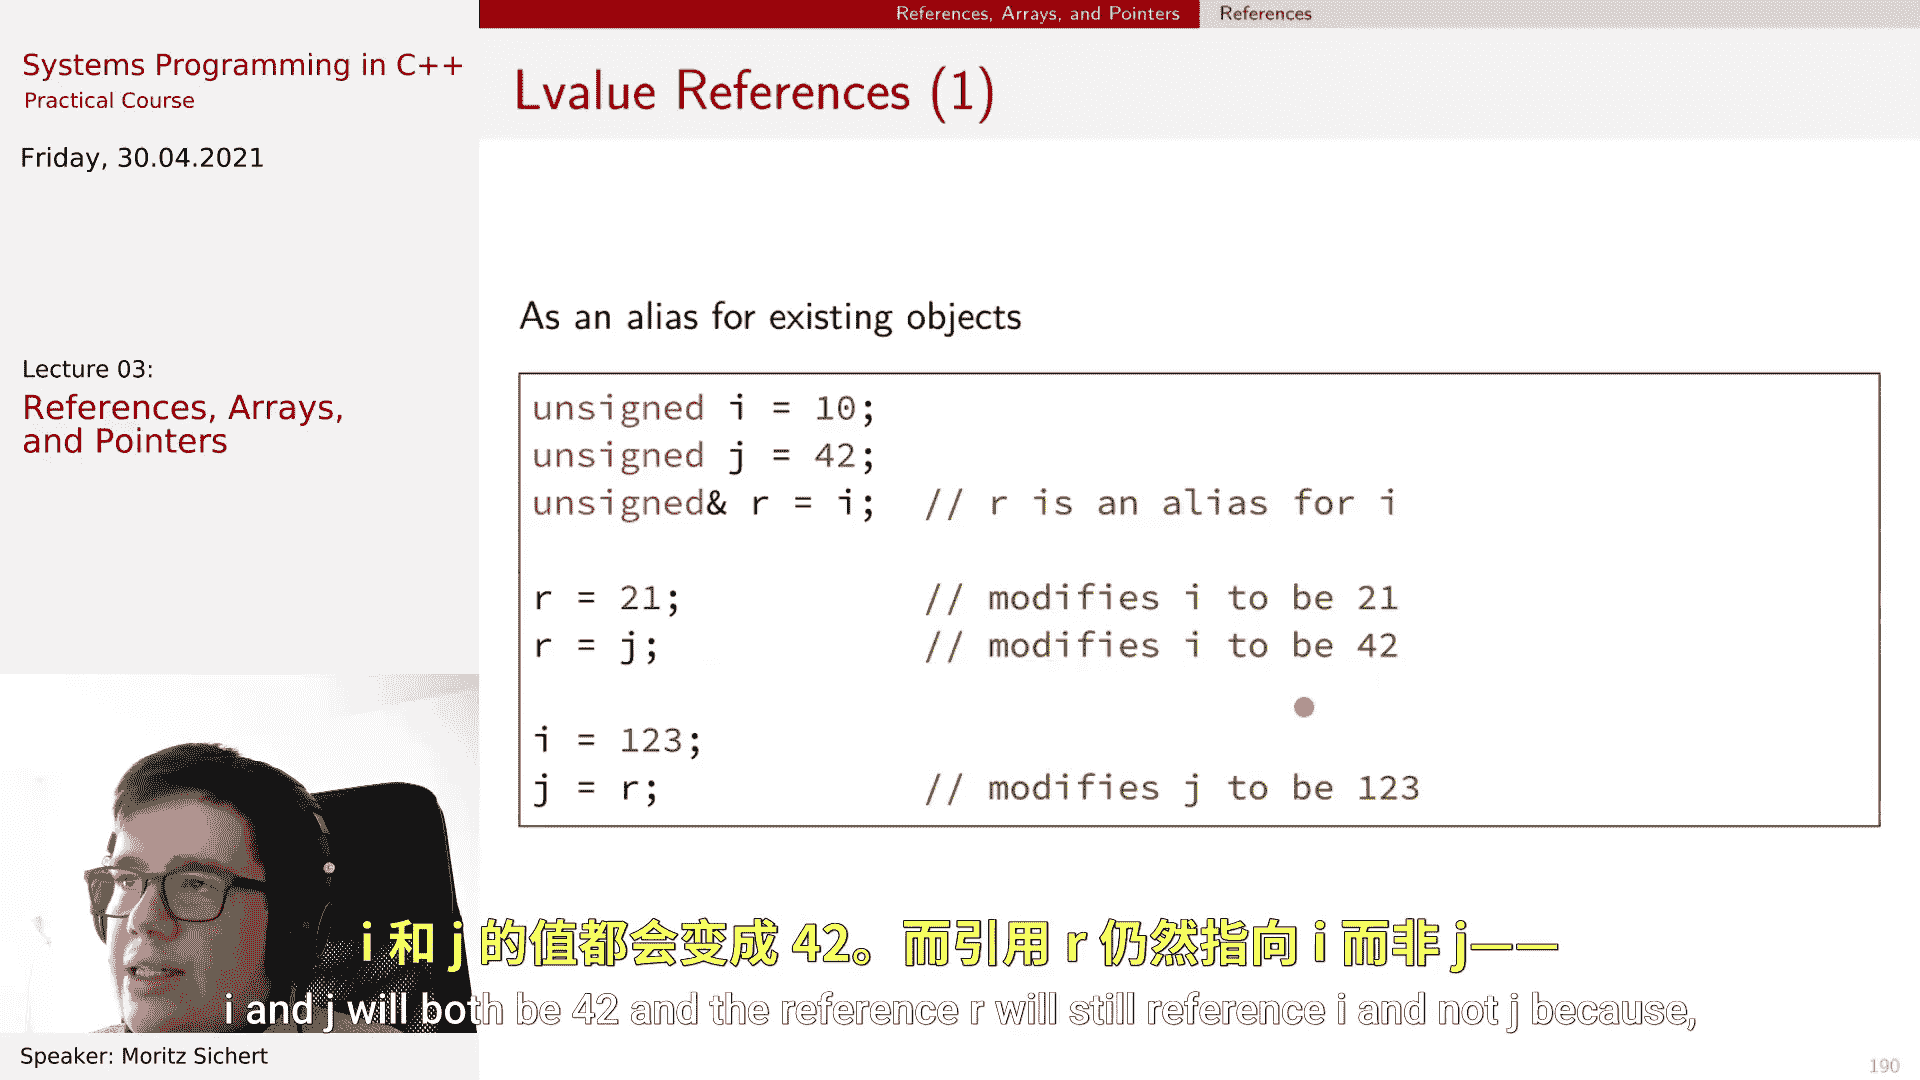 References, Arrays, and Pointers
References
Systems Programming in C++
Practical Course
Friday, 30.04.2021
Lecture 03:
References, Arrays,
and Pointers
Lvalue References (1)
As an alias for existing objects
unsigned i = 10;
unsigned j = 42;
unsigned& r = i; // r is an alias for i
r = 21; // modifies i to be 21
r = j; // modifies i to be 42
i = 123;
j = r; // modifies j to be 123
i 和 j 的值都会变成 42。而引用 r 仍然指向 i 而非 j——
i and j will both be 42 and the reference r will still reference i and not j because,
Speaker: Moritz Sichert
190